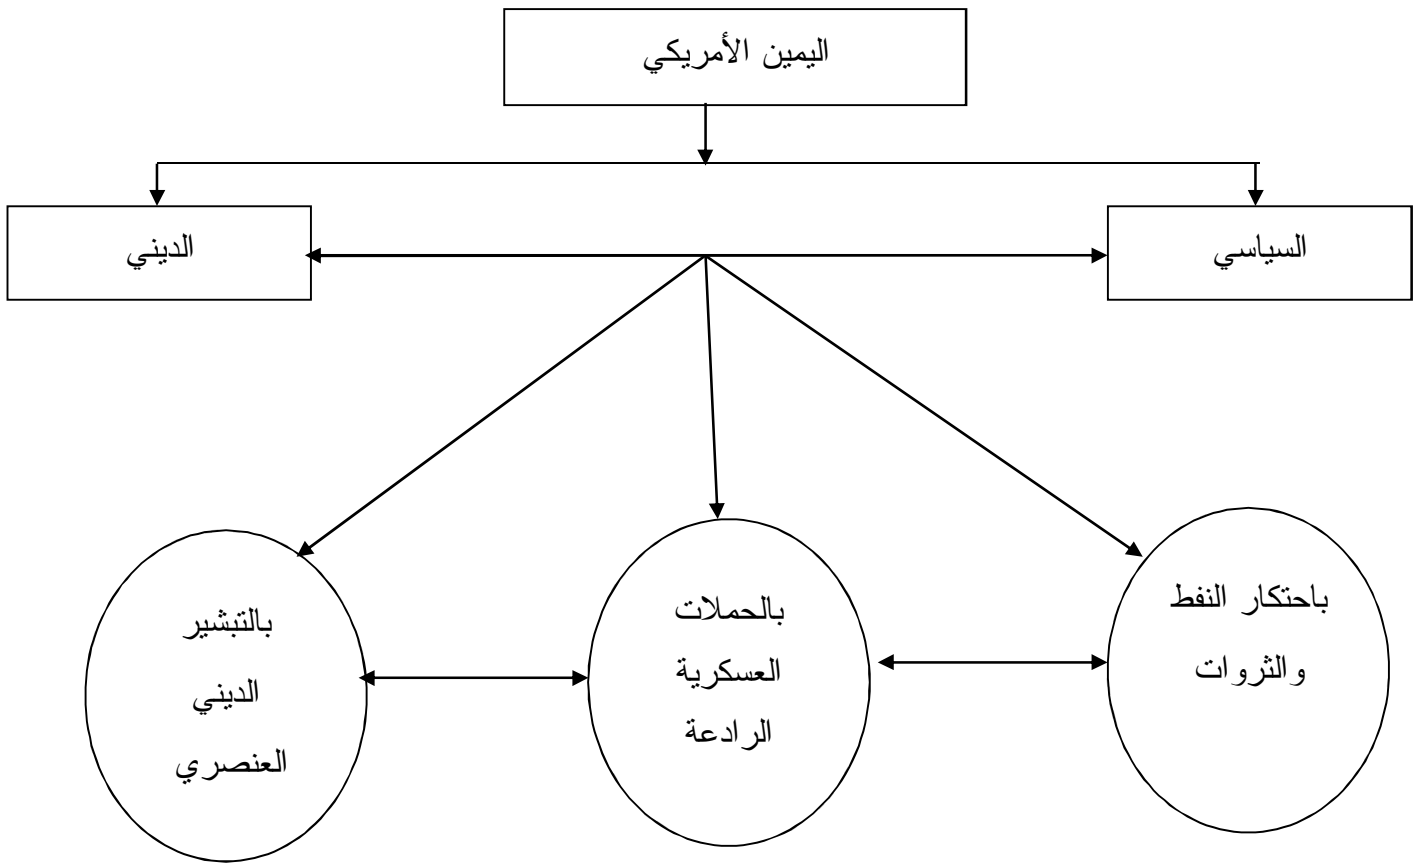 اليمين الأمريكي
السياسي
الديني
باحتكار النفط
والثروات
بالحملات
العسكرية
الرادعة
بالتبشير
الديني
العنصري